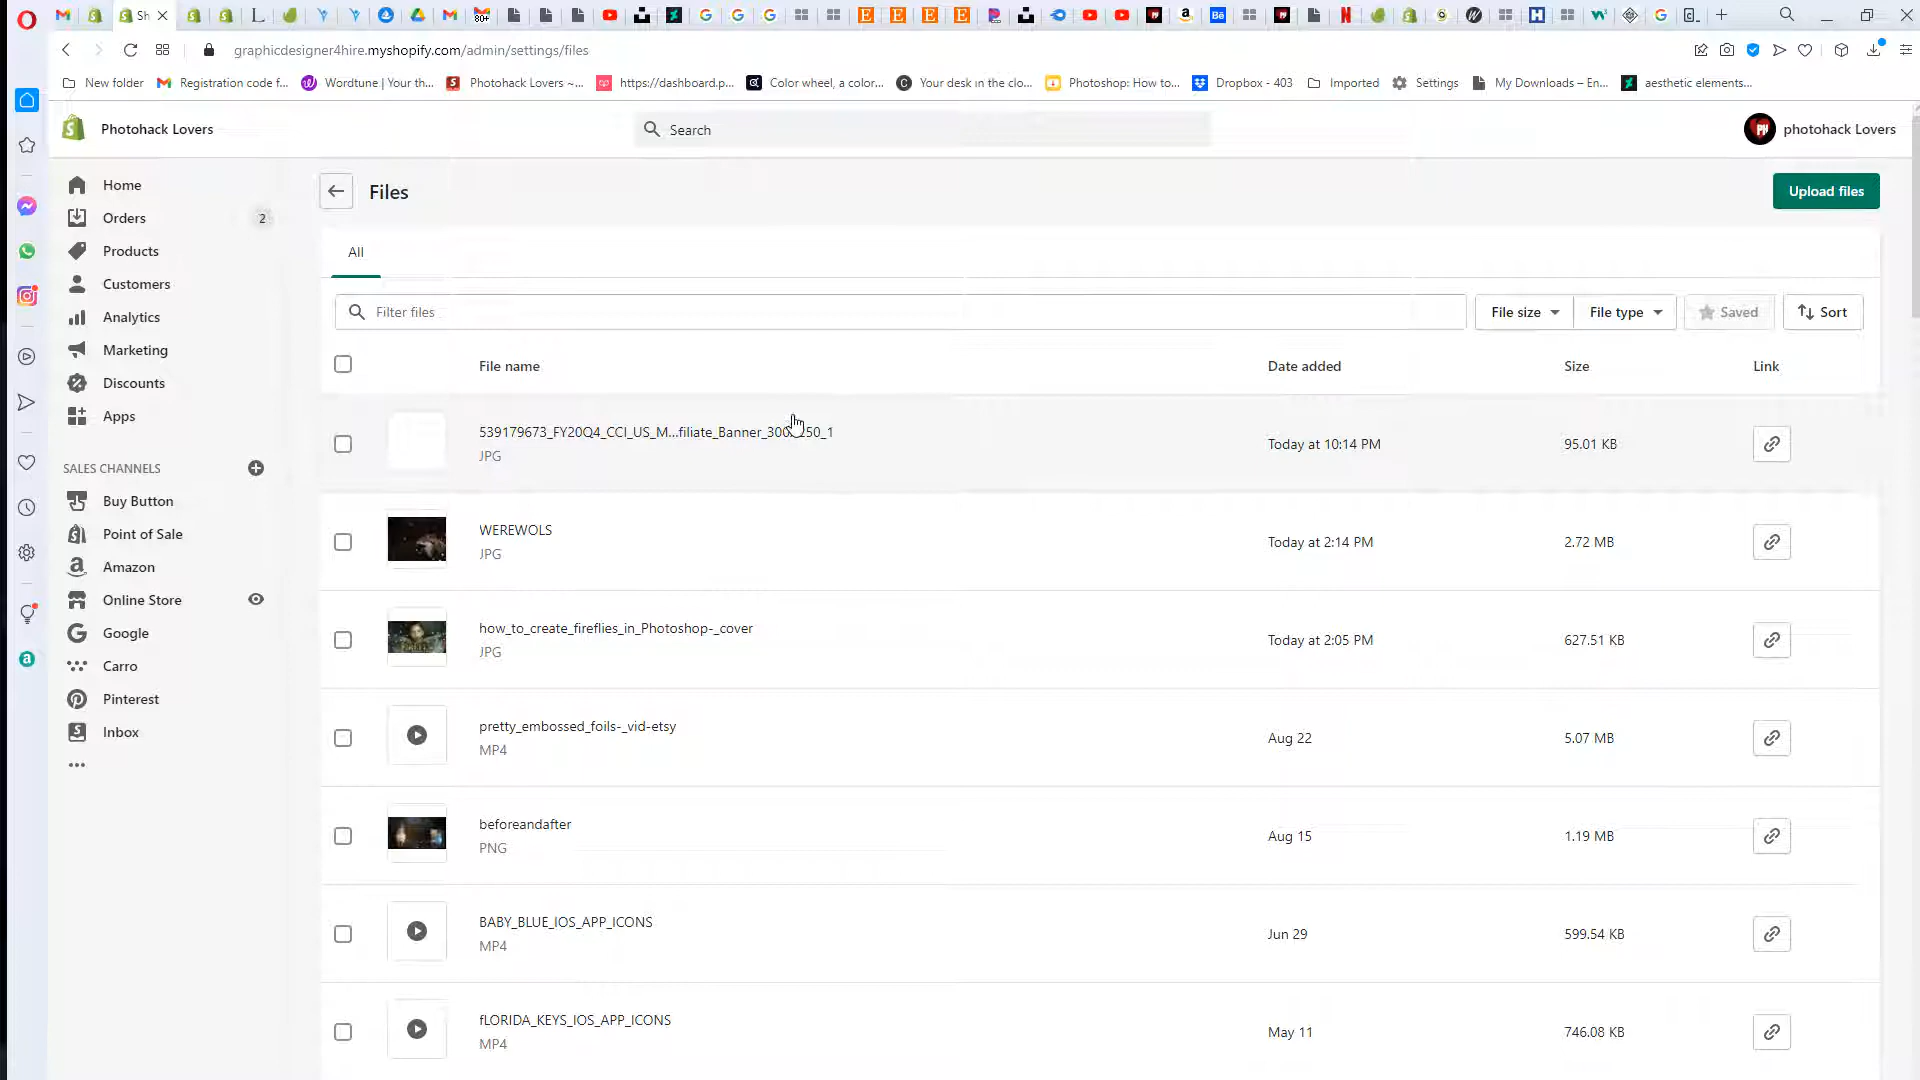 Sh
80+
graphicdesigner4hire.myshopify.com/admin/settings/files
New folder
Registration code f...
Wordtune | Your th...
Photohack Lovers ~...
https://dashboard.p...
Color wheel, a color...
Your desk in the clo...
Photoshop: How to...
Dropbox - 403
Imported
Settings
My Downloads – En...
aesthetic elements...
Photohack Lovers
Search
photohack Lovers
Home
Orders
2
Products
Customers
Analytics
Marketing
Discounts
Apps
SALES CHANNELS
Buy Button
Point of Sale
Amazon
Online Store
Google
Carro
Pinterest
Inbox
Files
Upload files
All
Filter files
File size
File type
Saved
Sort
File name
Date added
Size
Link
JPG
Today at 10:14 PM
95.01 KB
WEREWOLS
JPG
Today at 2:14 PM
2.72 MB
how_to_create_fireflies_in_Photoshop-_cover
JPG
Today at 2:05 PM
627.51 KB
pretty_embossed_foils-_vid-etsy
MP4
Aug 22
5.07 MB
beforeandafter
PNG
Aug 15
1.19 MB
BABY_BLUE_IOS_APP_ICONS
MP4
Jun 29
599.54 KB
fLORIDA_KEYS_IOS_APP_ICONS
MP4
May 11
746.08 KB